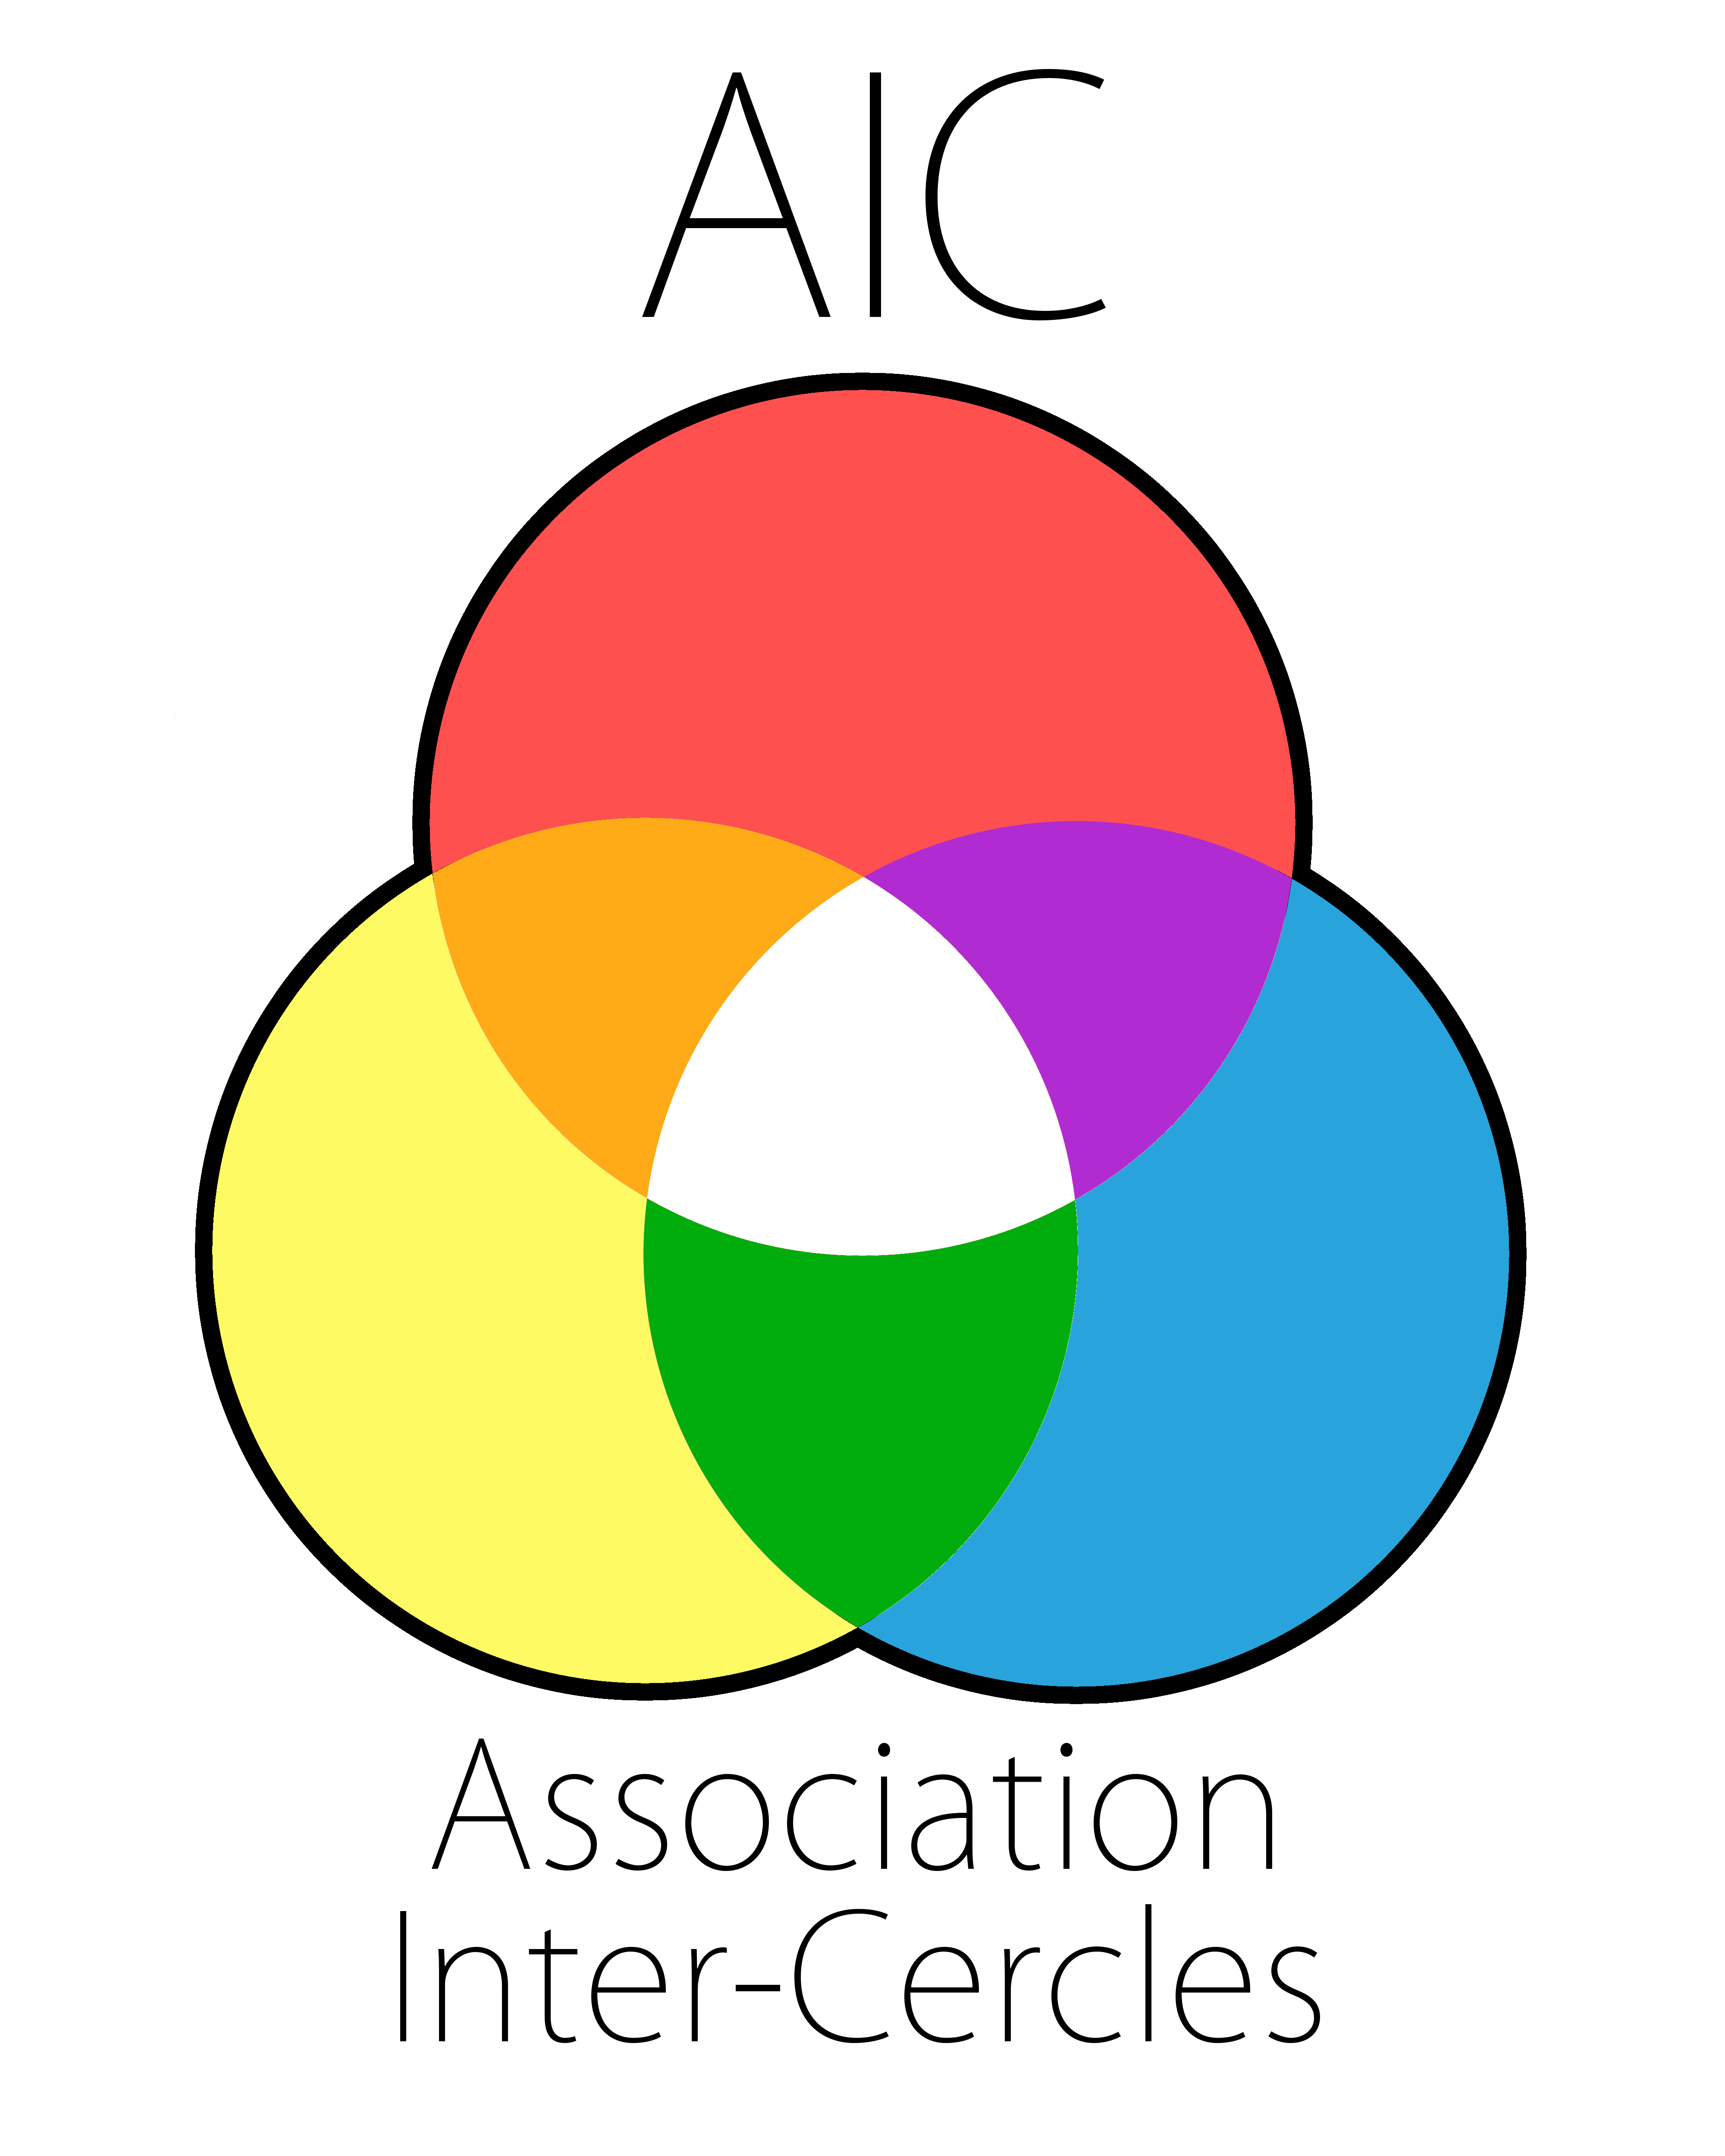 AIC
Association
Inter-Cercles